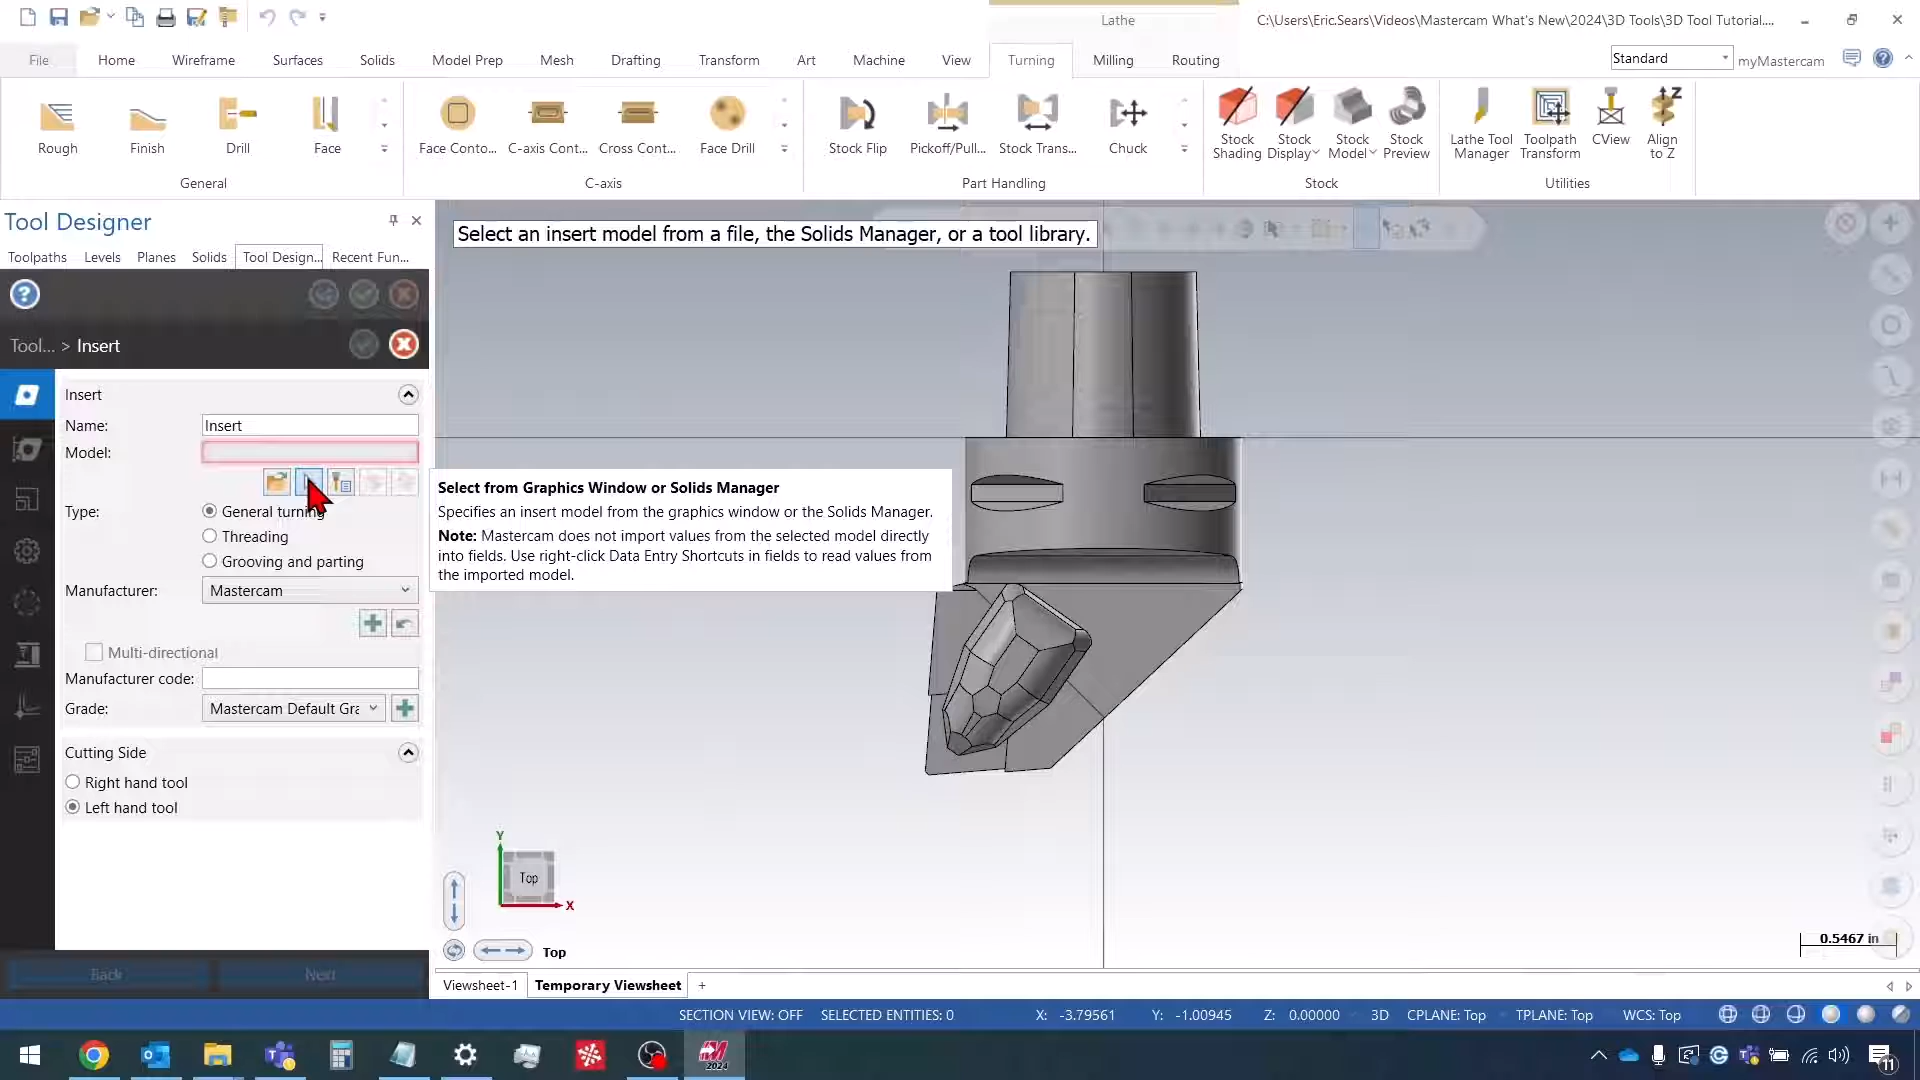 Lathe
C:\Users\Eric.Sears\Videos\Mastercam What's New\2024\3D Tools\3D Tool Tutorial....
File
Home
Wireframe
Surfaces
Solids
Model Prep
Mesh
Drafting
Transform
Art
Machine
View
Turning
Milling
Routing
Standard
myMastercam
Rough
Finish
Drill
Face
General
Face Conto...
C-axis Cont...
Cross Cont...
Face Drill
C-axis
Stock Flip
Pickoff/Pull...
Stock Trans...
Chuck
Part Handling
Stock
Shading
Stock
Display
Stock
Model
Stock
Preview
Stock
Lathe Tool
Manager
Toolpath
Transform
CView
Align
to Z
Utilities
Tool Designer
Toolpaths
Levels
Planes
Solids
Tool Design...
Recent Fun...
Select an insert model from a file, the Solids Manager, or a tool library.
Tool... > Insert
Insert
Name:
Insert
Model:
Type:
General turning
Threading
Grooving and parting
Manufacturer:
Mastercam
Multi-directional
Manufacturer code:
Grade:
Mastercam Default Gra
Cutting Side
Right hand tool
Left hand tool
Back
Next
Select from Graphics Window or Solids Manager
Specifies an insert model from the graphics window or the Solids Manager.
Note: Mastercam does not import values from the selected model directly
into fields. Use right-click Data Entry Shortcuts in fields to read values from
the imported model.
Y
Top
X
Top
0.5467 in
Viewsheet-1
Temporary Viewsheet
+
SECTION VIEW: OFF
SELECTED ENTITIES: 0
X: -3.79561
Y: -1.00945
Z: 0.00000
3D
CPLANE: Top
TPLANE: Top
WCS: Top
2024
11